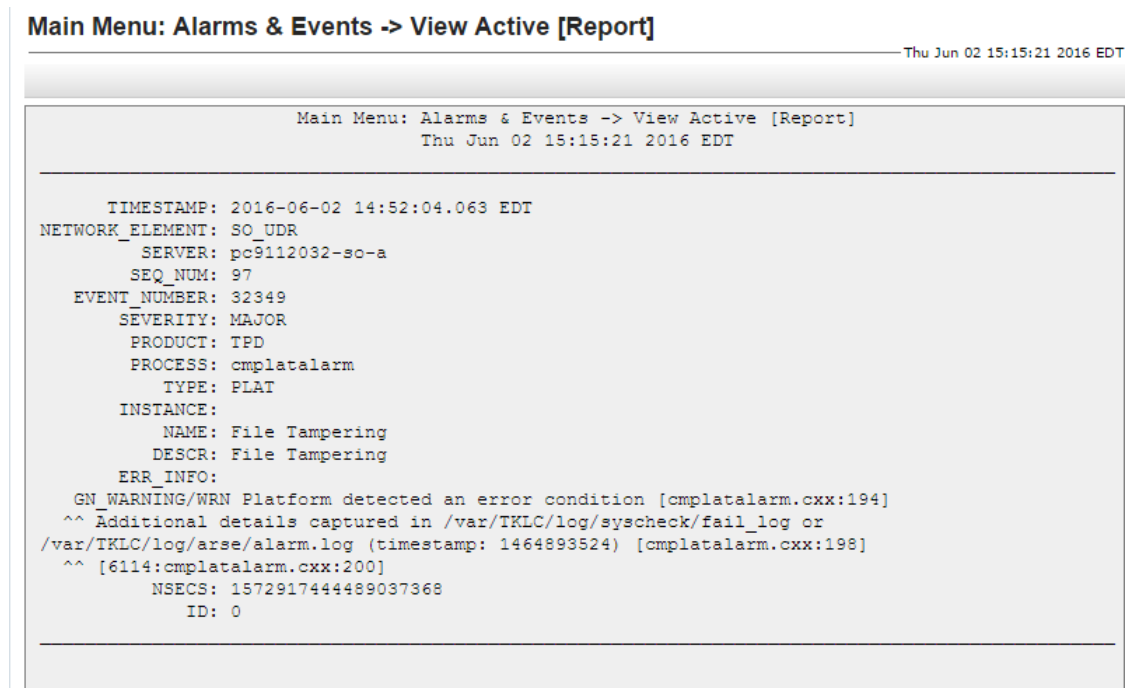 Main Menu: Alarms & Events -> View Active [Report]
Thu Jun 02 15:15:21 2016 EDT
Main Menu: Alarms & Events -> View Active [Report]
Thu Jun 02 15:15:21 2016 EDT
TIMESTAMP: 2016-06-02 14:52:04.063 EDT
NETWORK_ELEMENT: SO_UDR
SERVER: pc9112032-so-a
SEQ_NUM: 97
EVENT_NUMBER: 32349
SEVERITY: MAJOR
PRODUCT: TPD
PROCESS: cmplatalarm
TYPE: PLAT
INSTANCE:
NAME: File Tampering
DESCR: File Tampering
ERR_INFO:
GN_WARNING/WRN Platform detected an error condition [cmplatalarm.cxx:194]
^^ Additional details captured in /var/TKLC/log/syscheck/fail_log or
/var/TKLC/log/arse/alarm.log (timestamp: 1464893524) [cmplatalarm.cxx:198]
^^ [6114:cmplatalarm.cxx:200]
NSECS: 1572917444489037368
ID: 0